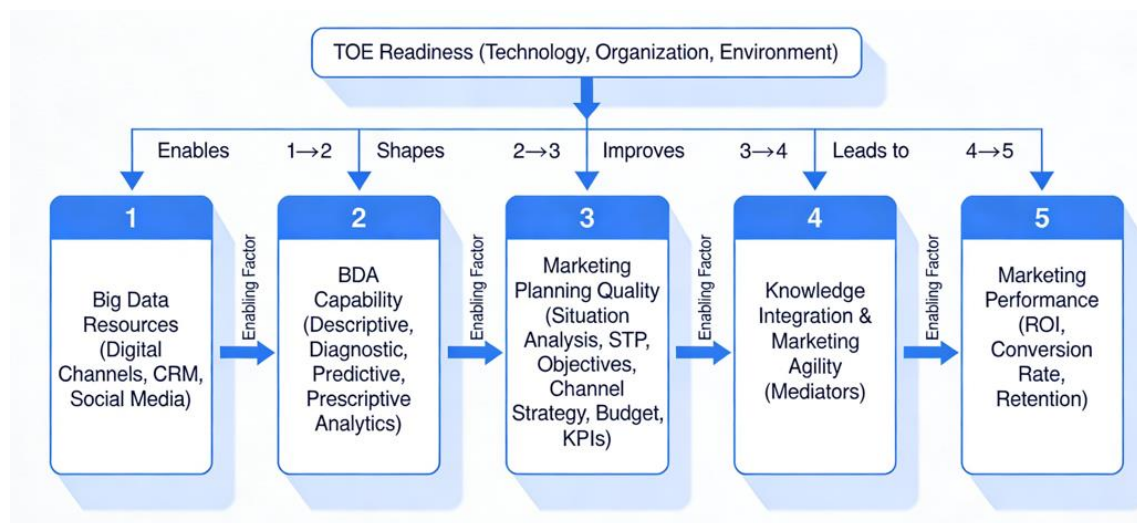 TOE Readiness (Technology, Organization, Environment)
Enables 1→2 Shapes 2→3 Improves 3→4 Leads to 4→5
1
Big Data
Resources
(Digital
Channels, CRM,
Social Media)
Enabling Factor
2
BDA
Capability
(Descriptive,
Diagnostic,
Predictive,
Prescriptive
Analytics)
Enabling Factor
3
Marketing
Planning Quality
(Situation
Analysis, STP,
Objectives,
Channel
Strategy, Budget,
KPIs)
Enabling Factor
4
Knowledge
Integration &
Marketing
Agility
(Mediators)
Enabling Factor
5
Marketing
Performance
(ROI,
Conversion
Rate,
Retention)